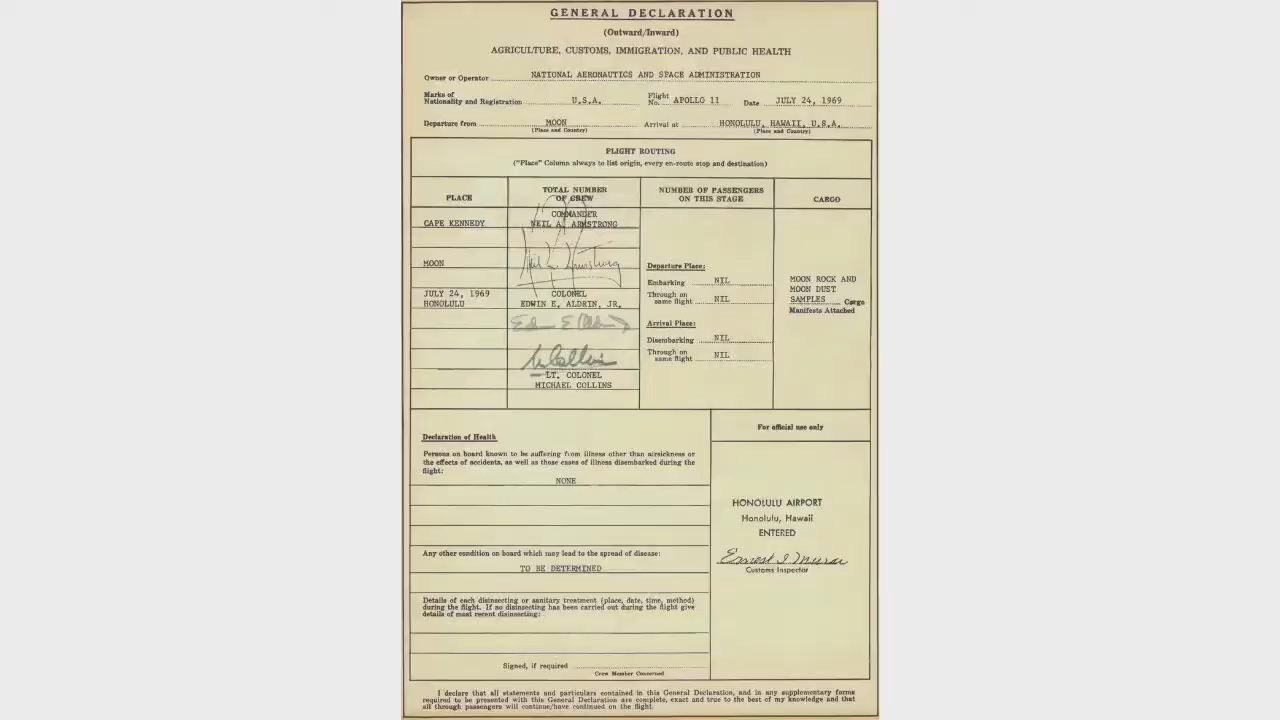 GENERAL DECLARATION
(Outward/Inward)
AGRICULTURE, CUSTOMS, IMMIGRATION, AND PUBLIC HEALTH
Owner or Operator NATIONAL AERONAUTICS AND SPACE ADMINISTRATION
Marks of
Nationality and Registration U.S.A. Flight
No. APOLLO 11 Date JULY 24, 1969
Departure from MOON Arrival at HONOLULU, HAWAII, U.S.A.
(Place and Country) (Place and Country)
FLIGHT ROUTING
("Place" Column always to list origin, every en-route stop and destination)
PLACE
TOTAL NUMBER
OF CREW
NUMBER OF PASSENGERS
ON THIS STAGE
CARGO
CAPE KENNEDY
MOON
JULY 24, 1969
HONOLULU
COMMANDER
NEIL A. ARMSTRONG
Neil A. Armstrong
COLONEL
EDWIN E. ALDRIN, JR.
Edwin E Aldrin Jr
M Collins
LT. COLONEL
MICHAEL COLLINS
Departure Place:
Embarking NIL
Through on
same flight NIL
Arrival Place:
Disembarking NIL
Through on
same flight NIL
MOON ROCK AND
MOON DUST
SAMPLES Cargo
Manifests Attached
Declaration of Health
Persons on board known to be suffering from illness other than airsickness or
the effects of accidents, as well as those cases of illness disembarked during the
flight:
NONE
Any other condition on board which may lead to the spread of disease:
TO BE DETERMINED
Details of each disinsecting or sanitary treatment (place, date, time, method)
during the flight. If no disinsecting has been carried out during the flight give
details of most recent disinsecting:
Signed, if required
Crew Member Concerned
For official use only
HONOLULU AIRPORT
Honolulu, Hawaii
ENTERED
Ernest I. Murai
Customs Inspector
I declare that all statements and particulars contained in this General Declaration, and in any supplementary forms
required to be presented with this General Declaration are complete, exact and true to the best of my knowledge and that
all through passengers will continue/have continued on the flight.